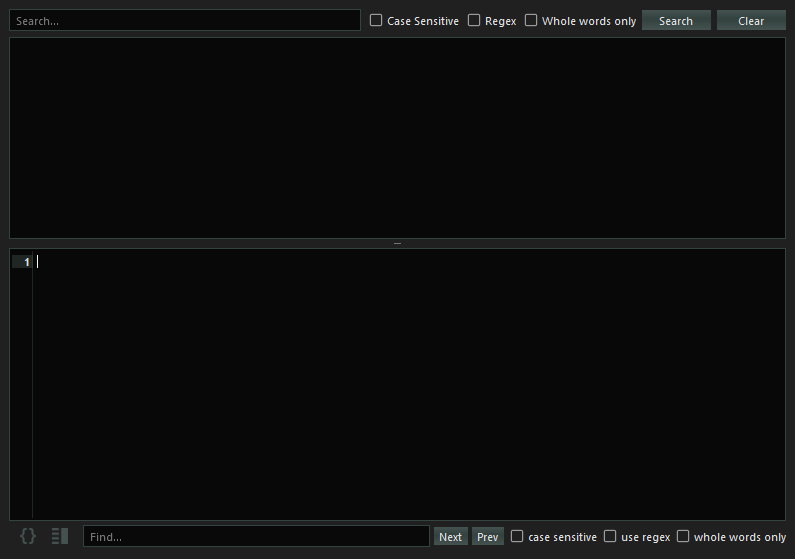 Search... Case Sensitive Regex Whole words only Search Clear
1
{} Find... Next Prev case sensitive use regex whole words only